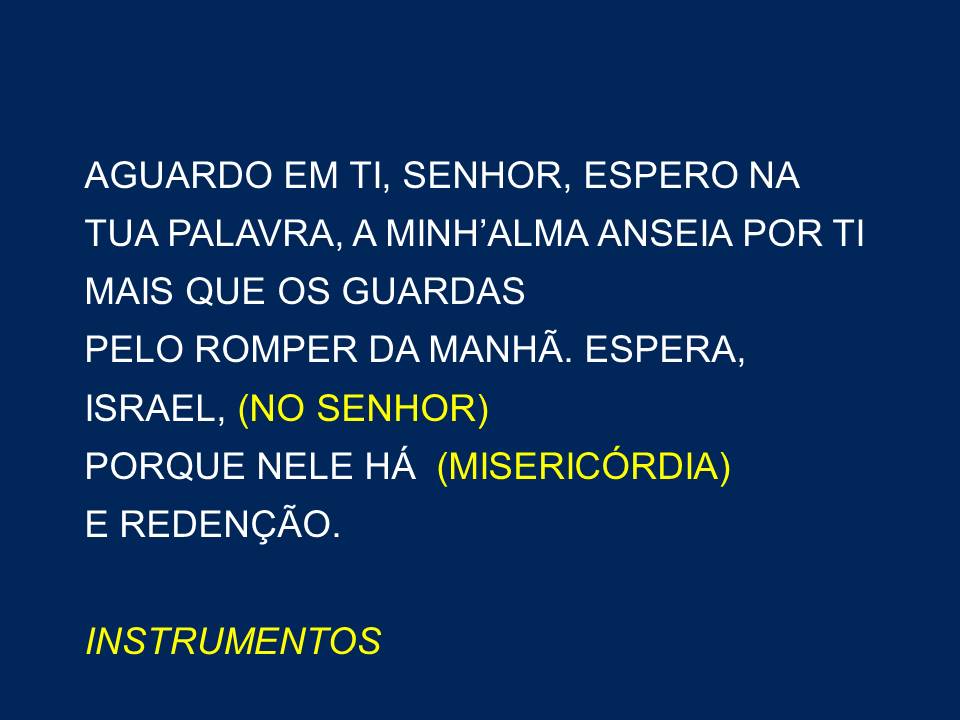 AGUARDO EM TI, SENHOR, ESPERO NA
TUA PALAVRA, A MINH’ALMA ANSEIA POR TI
MAIS QUE OS GUARDAS
PELO ROMPER DA MANHÃ. ESPERA,
ISRAEL, (NO SENHOR)
PORQUE NELE HÁ  (MISERICÓRDIA)
E REDENÇÃO.
INSTRUMENTOS